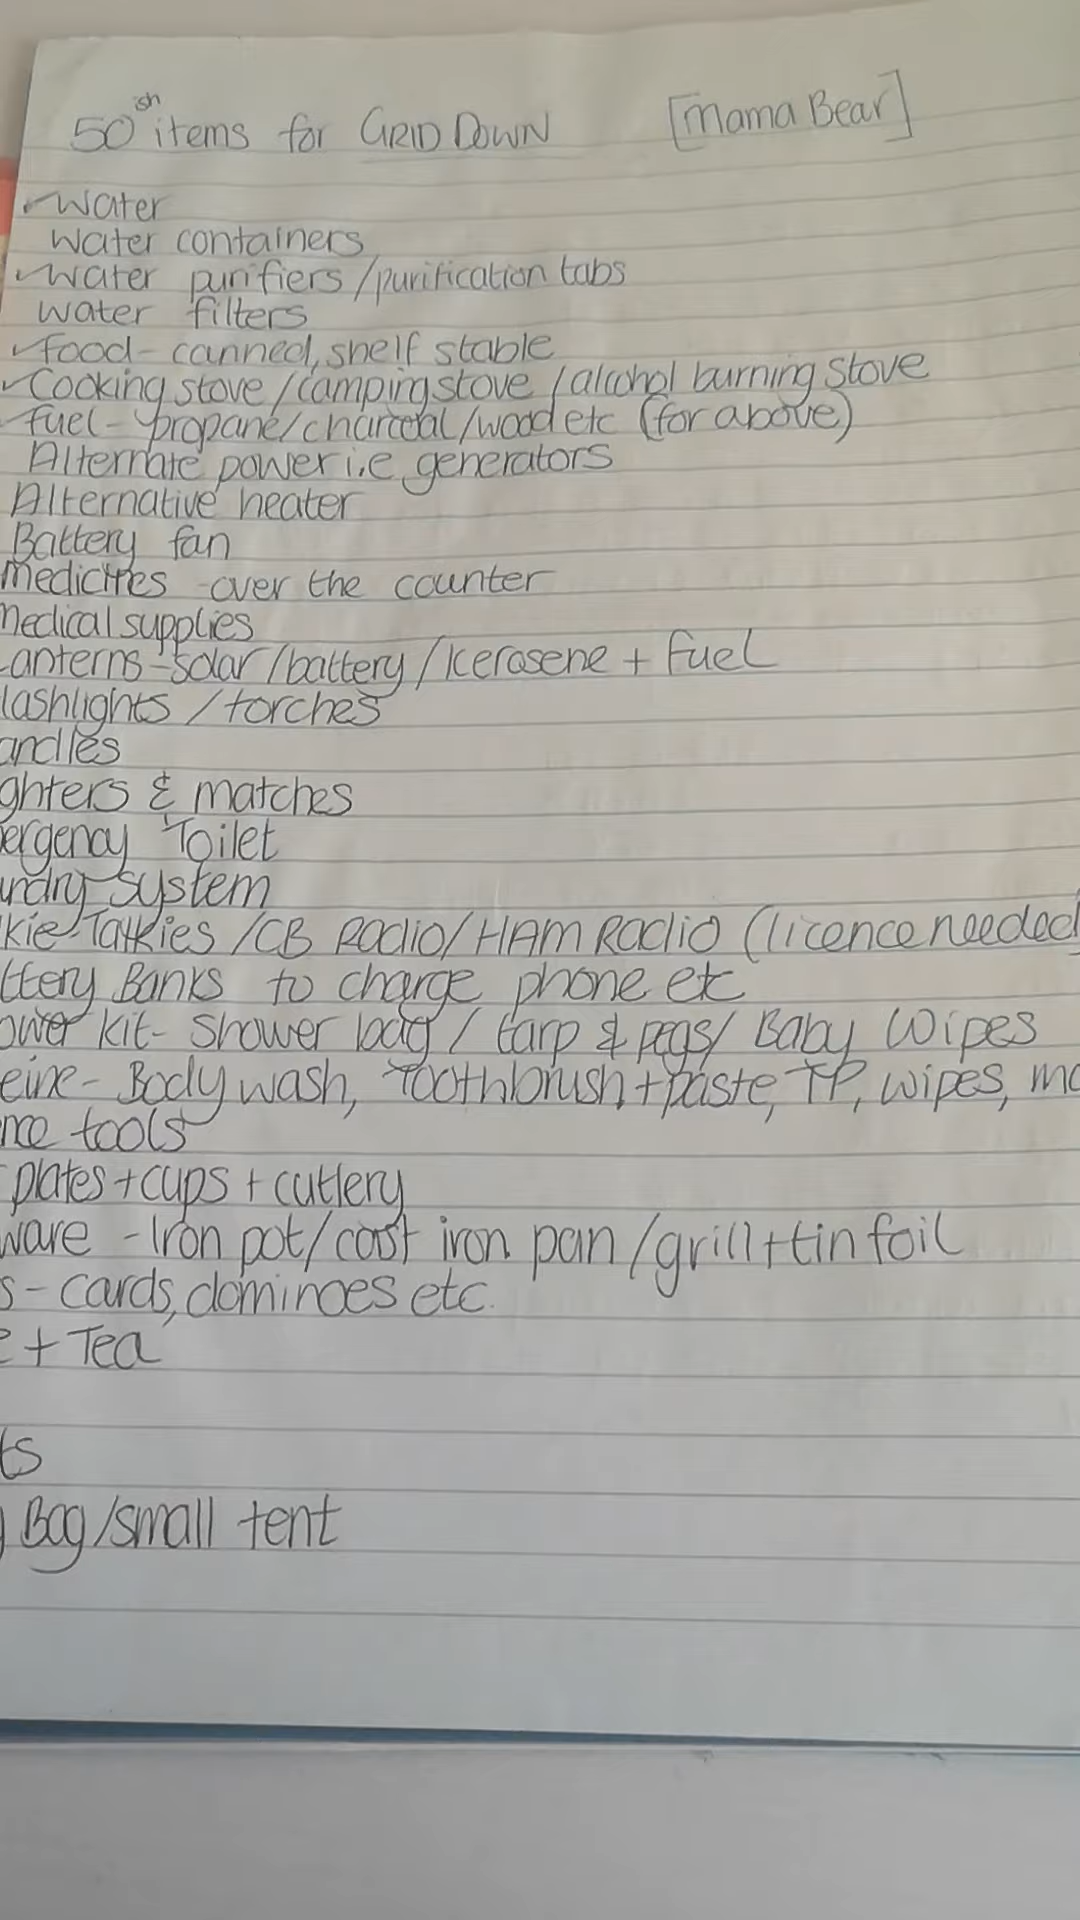 50 ish items for GRID DOWN [Mama Bear]
✓ Water
Water containers
✓ Water purifiers/purification tabs
Water filters
✓ Food - canned, shelf stable
✓ Cooking stove / camping stove / alcohol burning stove
✓ Fuel - propane/charcoal/wood etc (for above)
Alternate power i.e generators
Alternative heater
Battery fan
Medicines - over the counter
Medical supplies
anterns - solar/battery/kerosene + fuel
lashlights / torches
andles
ghters & matches
ergency Toilet
undry system
kie-Talkies / CB Radio/HAM Radio (licence needed
ttery Banks to charge phone etc
ower kit - Shower bag / tarp & pegs/ Baby Wipes
eine - Body wash, Toothbrush + paste, TP, wipes, mo
nce tools
plates + cups + cutlery
ware - Iron pot/cast iron pan/grill + tin foil
s - cards, dominoes etc.
e + Tea
ts
g Bag/small tent